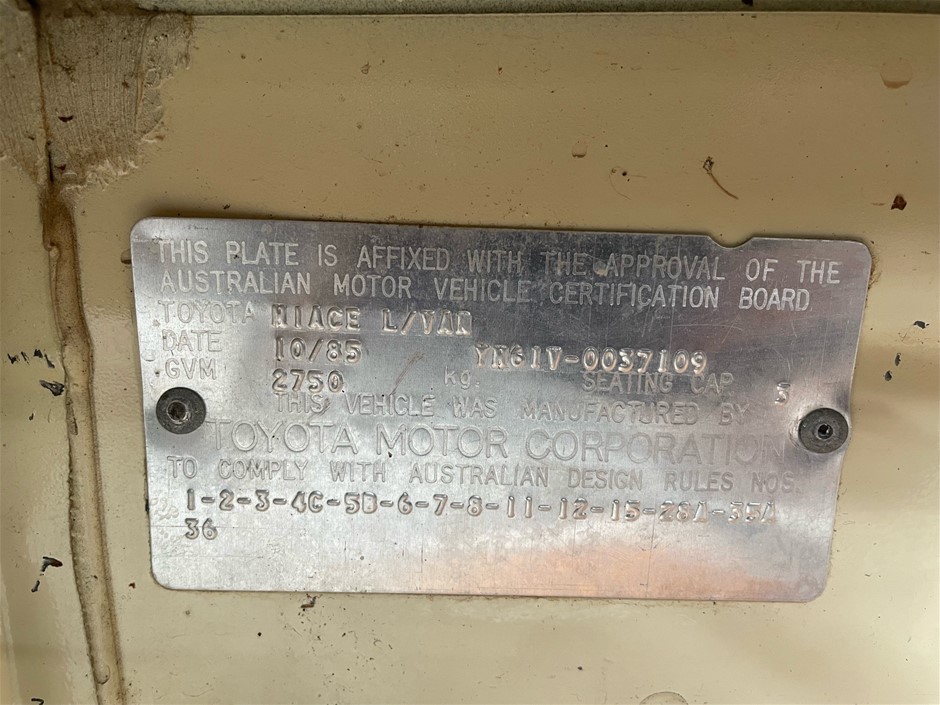 THIS PLATE IS AFFIXED WITH THE APPROVAL OF THE
AUSTRALIAN MOTOR VEHICLE CERTIFICATION BOARD
TOYOTA HIACE L/VAN
DATE 10/85 YH61V-0037109
GVM 2750 KG. SEATING CAP 3
THIS VEHICLE WAS MANUFACTURED BY
TOYOTA MOTOR CORPORATION
TO COMPLY WITH AUSTRALIAN DESIGN RULES NOS.
1-2-3-4C-5B-6-7-8-11-12-15-28A-35A
36